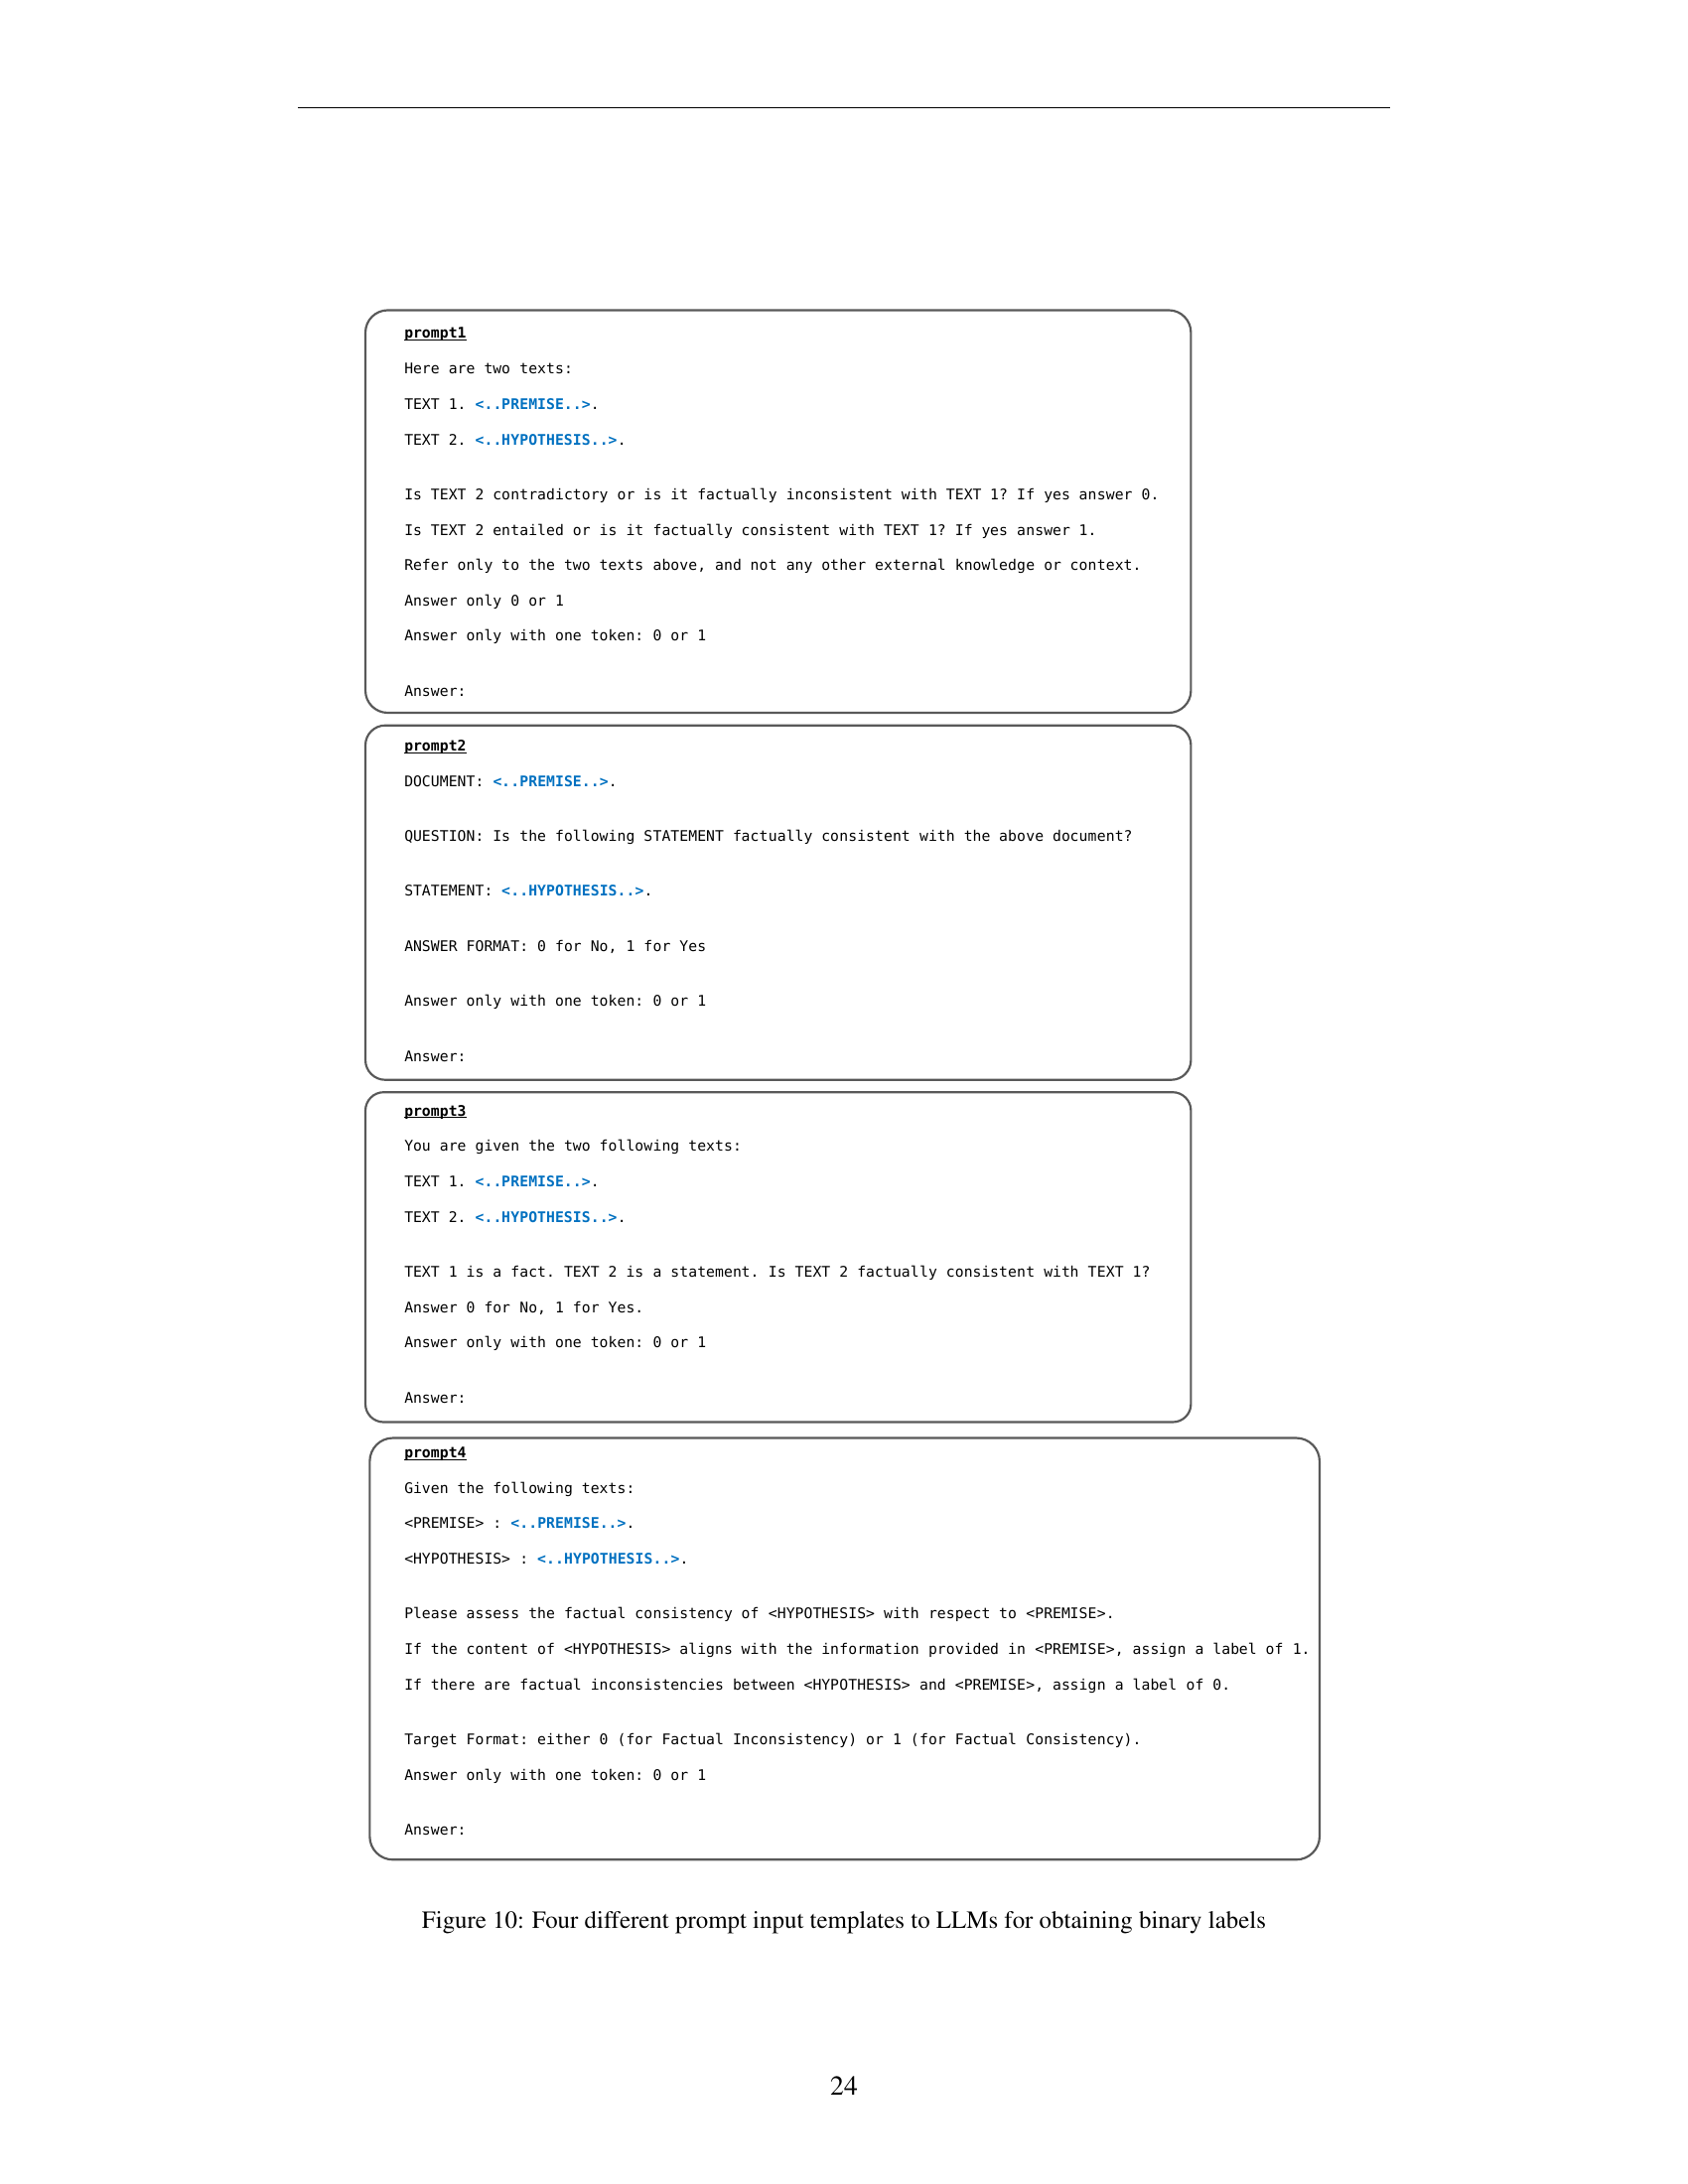 prompt1
Here are two texts:
TEXT 1. <..PREMISE..>.
TEXT 2. <..HYPOTHESIS..>.
Is TEXT 2 contradictory or is it factually inconsistent with TEXT 1? If yes answer 0.
Is TEXT 2 entailed or is it factually consistent with TEXT 1? If yes answer 1.
Refer only to the two texts above, and not any other external knowledge or context.
Answer only 0 or 1
Answer only with one token: 0 or 1
Answer:
prompt2
DOCUMENT: <..PREMISE..>.
QUESTION: Is the following STATEMENT factually consistent with the above document?
STATEMENT: <..HYPOTHESIS..>.
ANSWER FORMAT: 0 for No, 1 for Yes
Answer only with one token: 0 or 1
Answer:
prompt3
You are given the two following texts:
TEXT 1. <..PREMISE..>.
TEXT 2. <..HYPOTHESIS..>.
TEXT 1 is a fact. TEXT 2 is a statement. Is TEXT 2 factually consistent with TEXT 1?
Answer 0 for No, 1 for Yes.
Answer only with one token: 0 or 1
Answer:
prompt4
Given the following texts:
<PREMISE> : <..PREMISE..>.
<HYPOTHESIS> : <..HYPOTHESIS..>.
Please assess the factual consistency of <HYPOTHESIS> with respect to <PREMISE>.
If the content of <HYPOTHESIS> aligns with the information provided in <PREMISE>, assign a label of 1.
If there are factual inconsistencies between <HYPOTHESIS> and <PREMISE>, assign a label of 0.
Target Format: either 0 (for Factual Inconsistency) or 1 (for Factual Consistency).
Answer only with one token: 0 or 1
Answer:
Figure 10: Four different prompt input templates to LLMs for obtaining binary labels
24